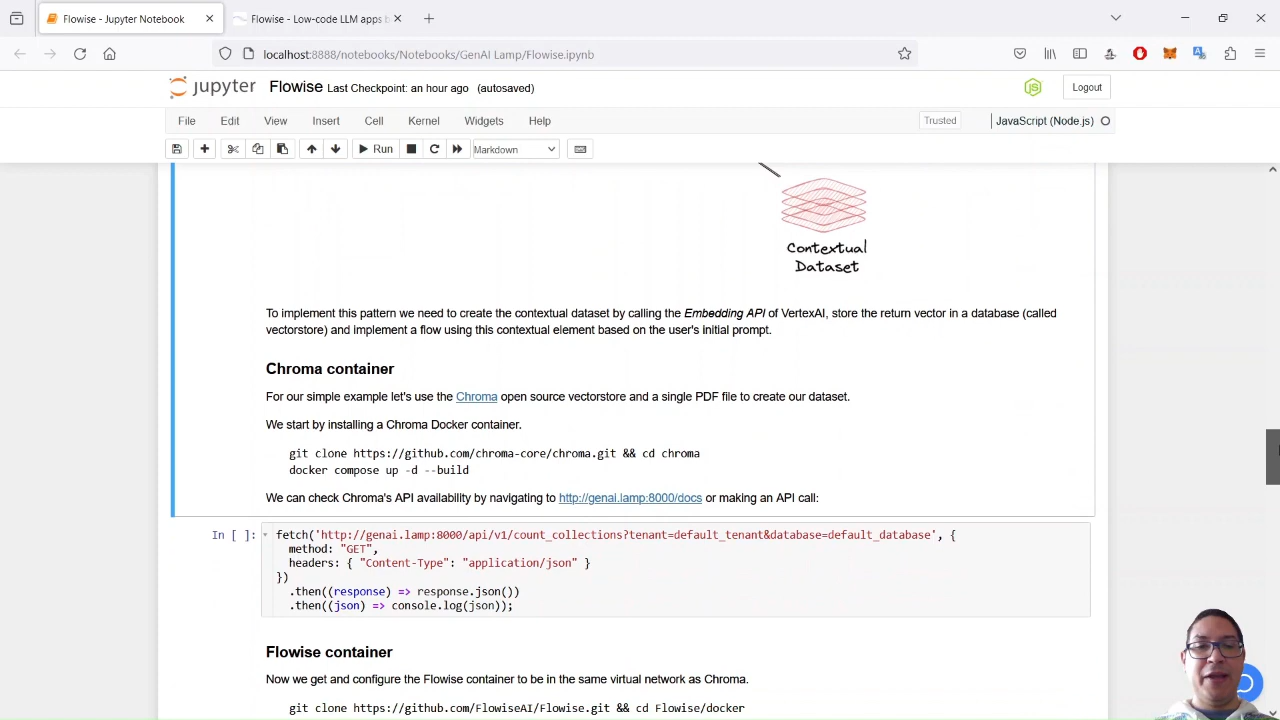 Flowise - Jupyter Notebook
Flowise - Low-code LLM apps b
localhost:8888/notebooks/Notebooks/GenAI Lamp/Flowise.ipynb
jupyter Flowise Last Checkpoint: an hour ago (autosaved)
JS
Logout
File Edit View Insert Cell Kernel Widgets Help
Trusted
JavaScript (Node.js)
Run
Markdown
Contextual
Dataset
To implement this pattern we need to create the contextual dataset by calling the Embedding API of VertexAI, store the return vector in a database (called
vectorstore) and implement a flow using this contextual element based on the user's initial prompt.
Chroma container
For our simple example let's use the Chroma open source vectorstore and a single PDF file to create our dataset.
We start by installing a Chroma Docker container.
git clone https://github.com/chroma-core/chroma.git && cd chroma
docker compose up -d --build
We can check Chroma's API availability by navigating to http://genai.lamp:8000/docs or making an API call:
In [ ]: fetch('http://genai.lamp:8000/api/v1/count_collections?tenant=default_tenant&database=default_database', {
method: "GET",
headers: { "Content-Type": "application/json" }
})
.then((response) => response.json())
.then((json) => console.log(json));
Flowise container
Now we get and configure the Flowise container to be in the same virtual network as Chroma.
git clone https://github.com/FlowiseAI/Flowise.git && cd Flowise/docker